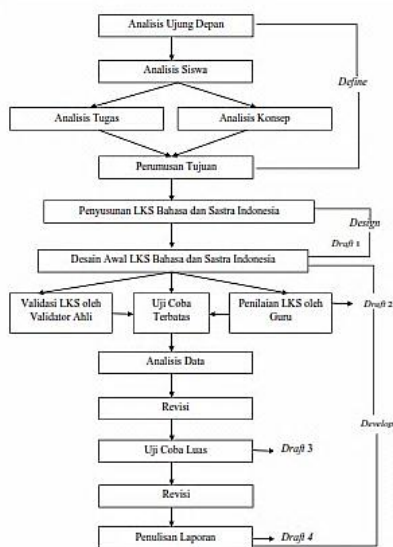 Analisis Ujung Depan
Analisis Siswa
Define
Analisis Tugas
Analisis Konsep
Perumusan Tujuan
Penyusunan LKS Bahasa dan Sastra Indonesia
Design
Draft 1
Desain Awal LKS Bahasa dan Sastra Indonesia
Validasi LKS oleh
Validator Ahli
Uji Coba
Terbatas
Penilaian LKS oleh
Guru
Draft 2
Analisis Data
Revisi
Develop
Uji Coba Luas
Draft 3
Revisi
Penulisan Laporan
Draft 4